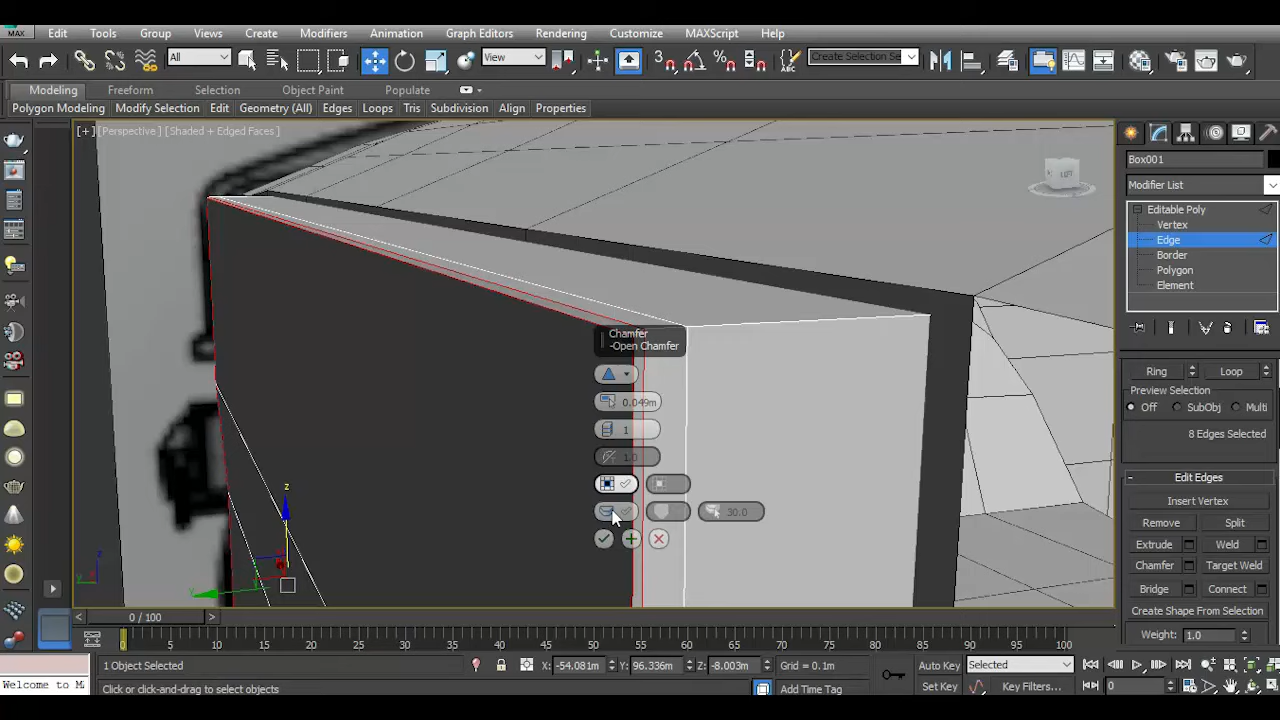 MAX Edit Tools Group Views Create Modifiers Animation Graph Editors Rendering Customize MAXScript Help
All View Create Selection Se
Modeling Freeform Selection Object Paint Populate
Polygon Modeling Modify Selection Edit Geometry (All) Edges Loops Tris Subdivision Align Properties
[+] [Perspective] [Shaded + Edged Faces]
LEFT
Chamfer
-Open Chamfer
0.049m
1
1.0
30.0
z
y
z
y
Box001
Modifier List
Editable Poly
Vertex
Edge
Border
Polygon
Element
Ring Loop
Preview Selection
Off SubObj Multi
8 Edges Selected
Edit Edges
Insert Vertex
Remove Split
Extrude Weld
Chamfer Target Weld
Bridge Connect
Create Shape From Selection
Weight: 1.0
0 / 100
0 5 10 15 20 25 30 35 40 45 50 55 60 65 70 75 80 85 90 95 100
1 Object Selected X: -54.081m Y: 96.336m Z: -8.003m Grid = 0.1m Auto Key Selected
Welcome to M
Click or click-and-drag to select objects Add Time Tag Set Key Key Filters... 0